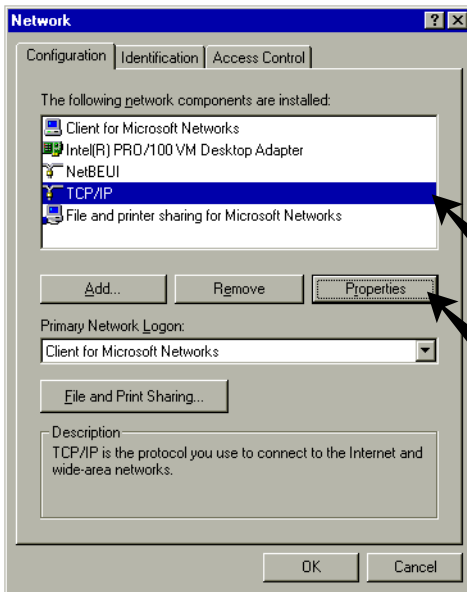 Network
Configuration Identification Access Control
The following network components are installed:
Client for Microsoft Networks
Intel(R) PRO/100 VM Desktop Adapter
NetBEUI
TCP/IP
File and printer sharing for Microsoft Networks
Add... Remove Properties
Primary Network Logon:
Client for Microsoft Networks
File and Print Sharing...
Description
TCP/IP is the protocol you use to connect to the Internet and
wide-area networks.
OK Cancel